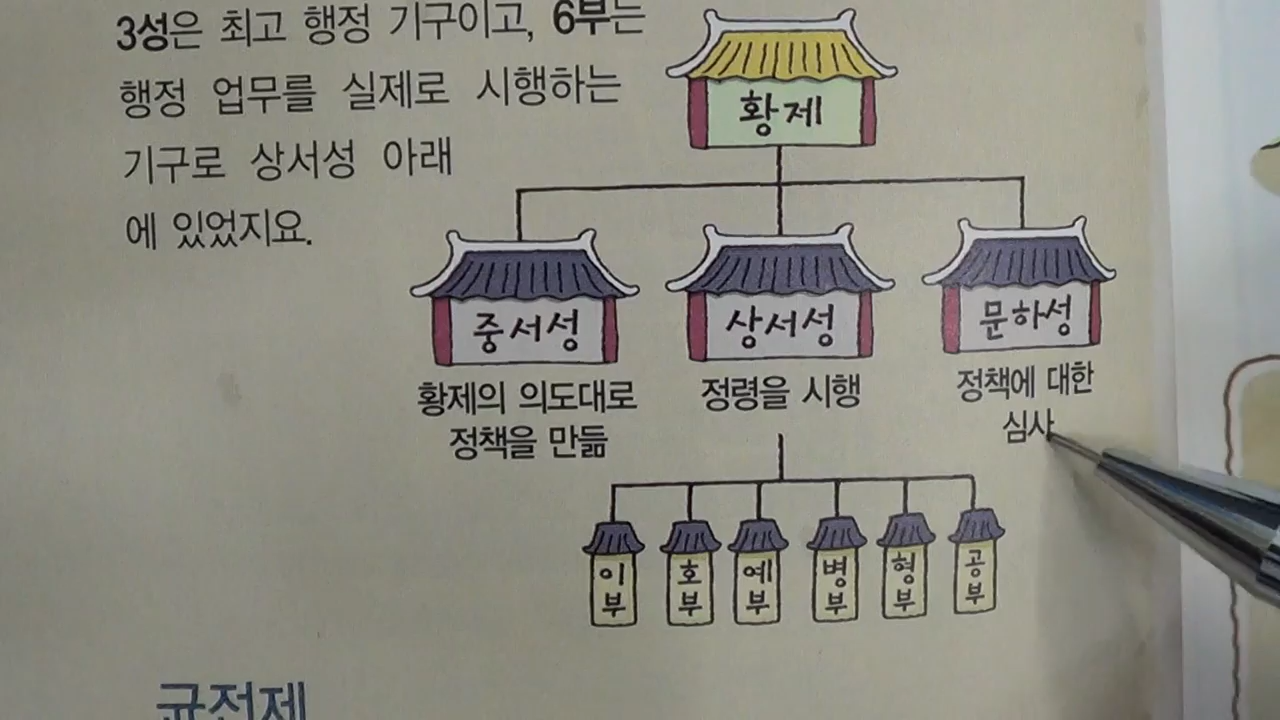 3성은 최고 행정 기구이고, 6부는
행정 업무를 실제로 시행하는
기구로 상서성 아래
에 있었지요.
황제
중서성
상서성
문하성
황제의 의도대로
정책을 만듦
정령을 시행
정책에 대한
심사
이부
호부
예부
병부
형부
공부
균전제